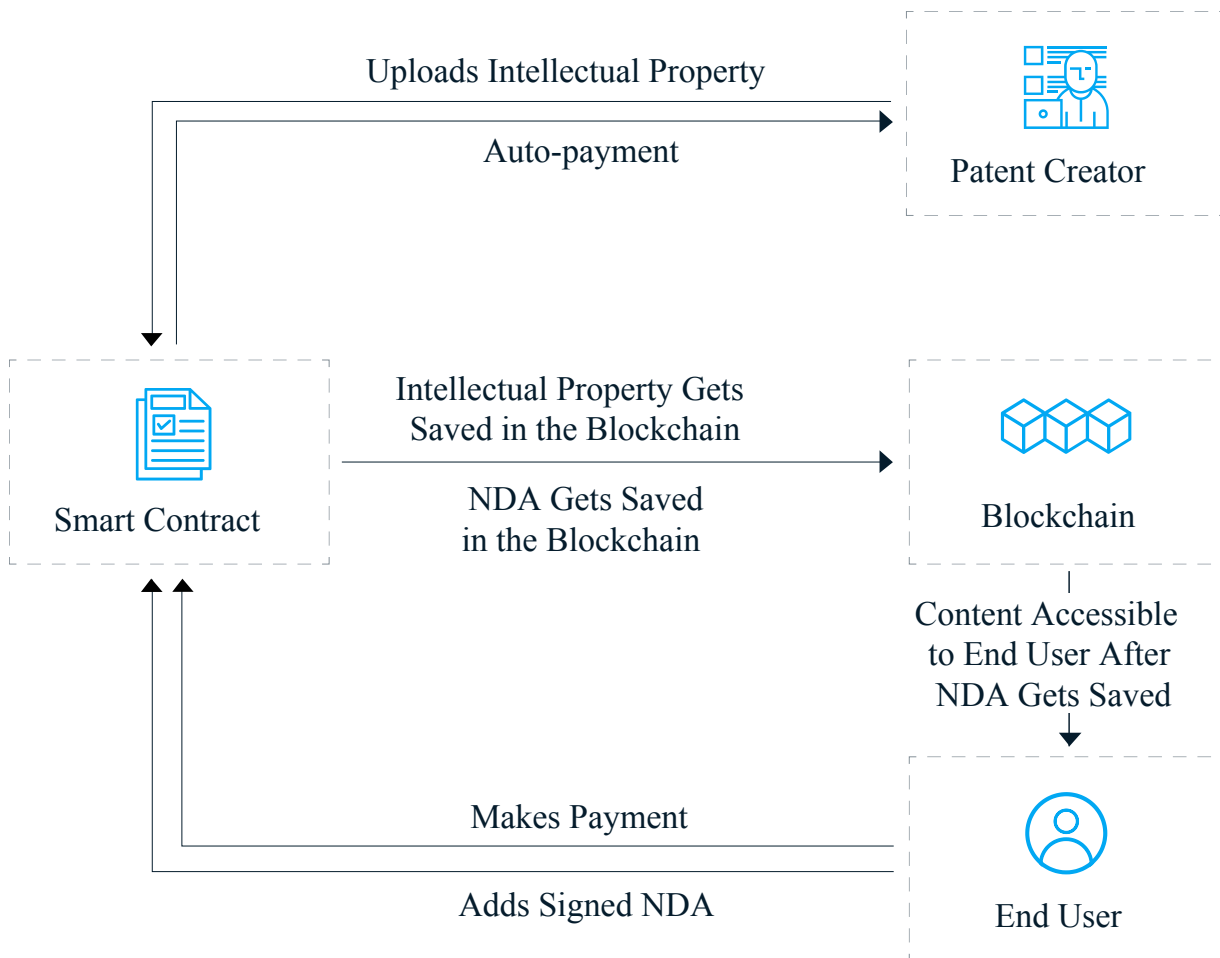 Uploads Intellectual Property
Auto-payment
Patent Creator
Intellectual Property Gets
Saved in the Blockchain
NDA Gets Saved
in the Blockchain
Smart Contract
Blockchain
Content Accessible
to End User After
NDA Gets Saved
Makes Payment
Adds Signed NDA
End User